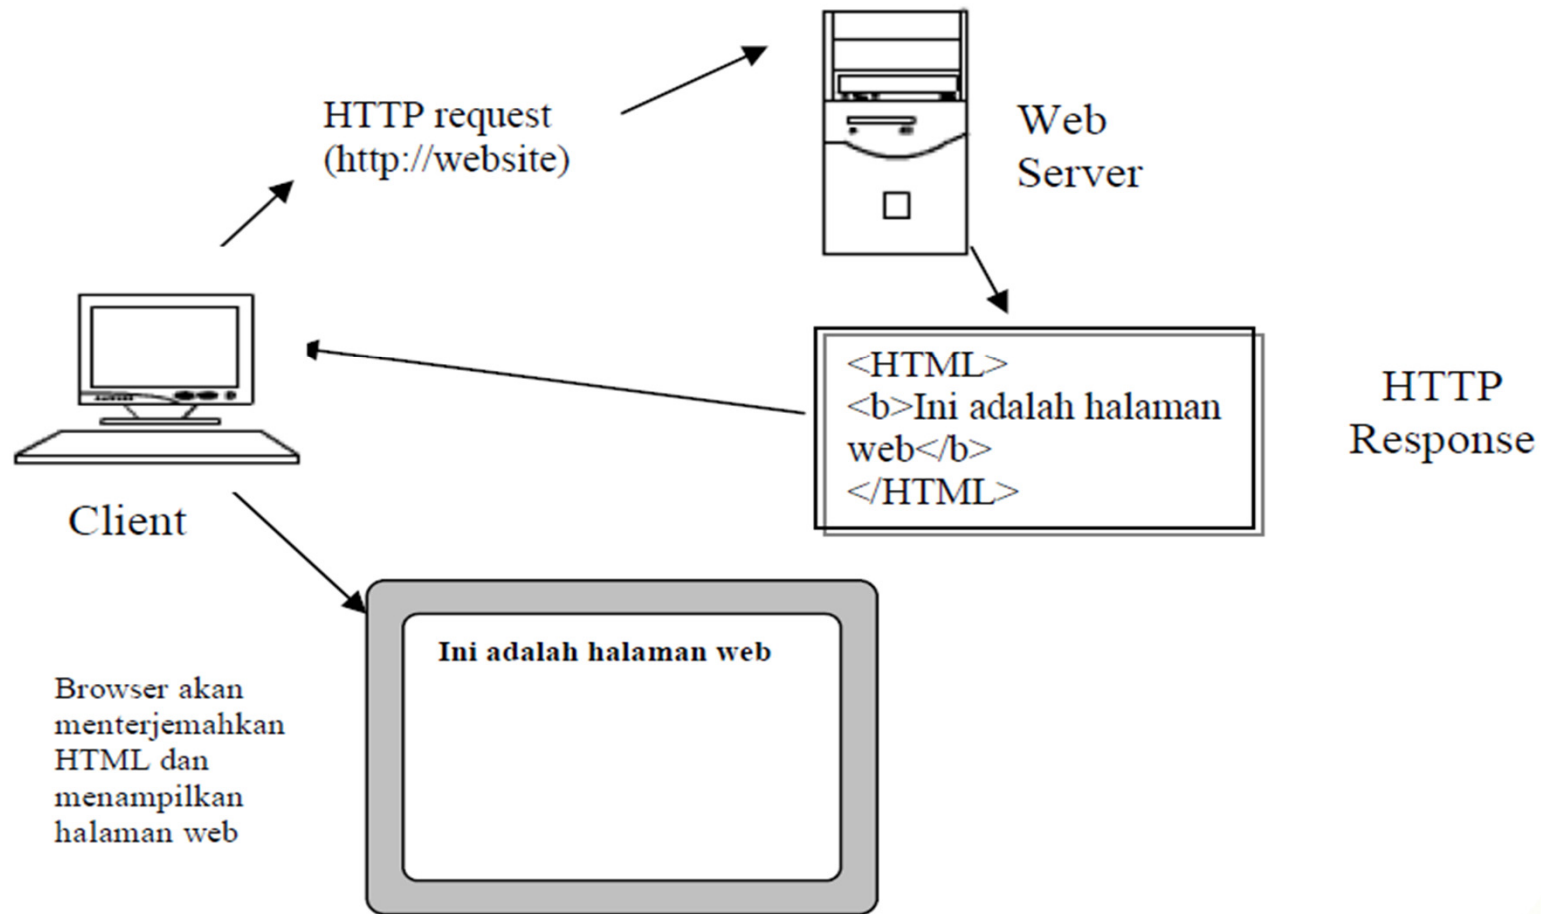 HTTP request
(http://website)
Web
Server
<HTML>
<b>Ini adalah halaman
web</b>
</HTML>
HTTP
Response
Client
Ini adalah halaman web
Browser akan
menterjemahkan
HTML dan
menampilkan
halaman web